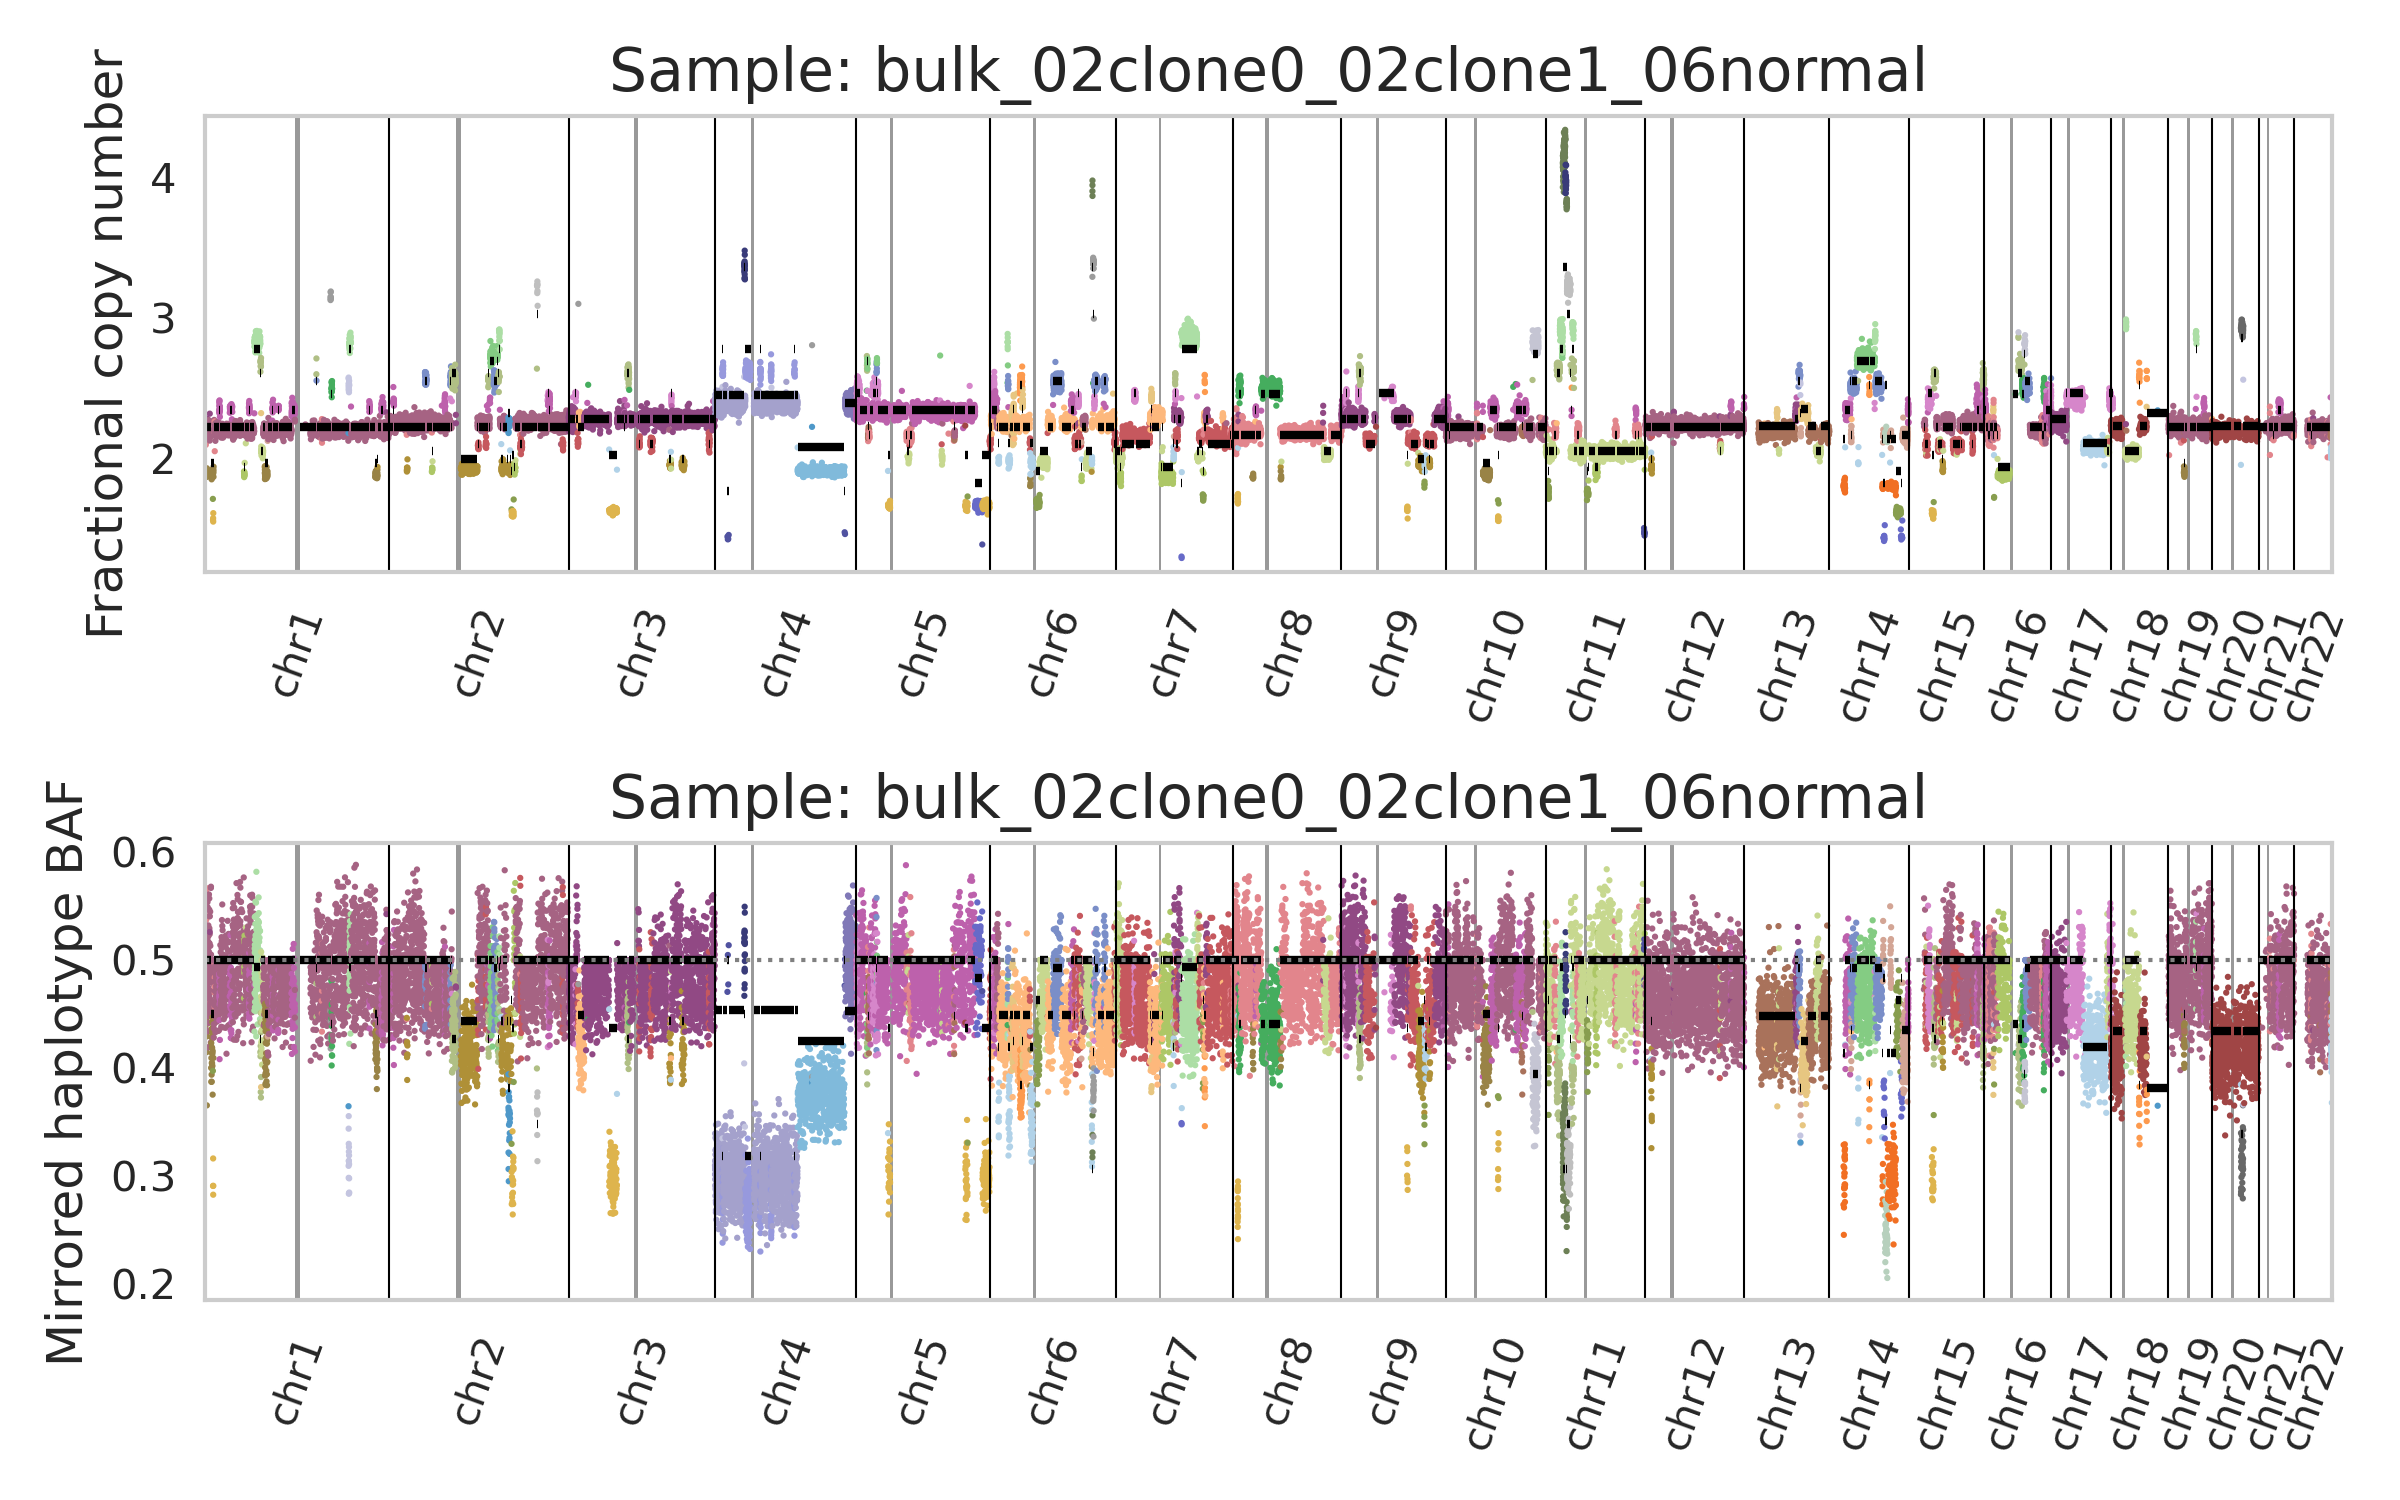 Sample: bulk_02clone0_02clone1_06normal
Fractional copy number
4
3
2
chr1
chr2
chr3
chr4
chr5
chr6
chr7
chr8
chr9
chr10
chr11
chr12
chr13
chr14
chr15
chr16
chr17
chr18
chr19
chr20
chr21
chr22
Sample: bulk_02clone0_02clone1_06normal
Mirrored haplotype BAF
0.6
0.5
0.4
0.3
0.2
chr1
chr2
chr3
chr4
chr5
chr6
chr7
chr8
chr9
chr10
chr11
chr12
chr13
chr14
chr15
chr16
chr17
chr18
chr19
chr20
chr21
chr22